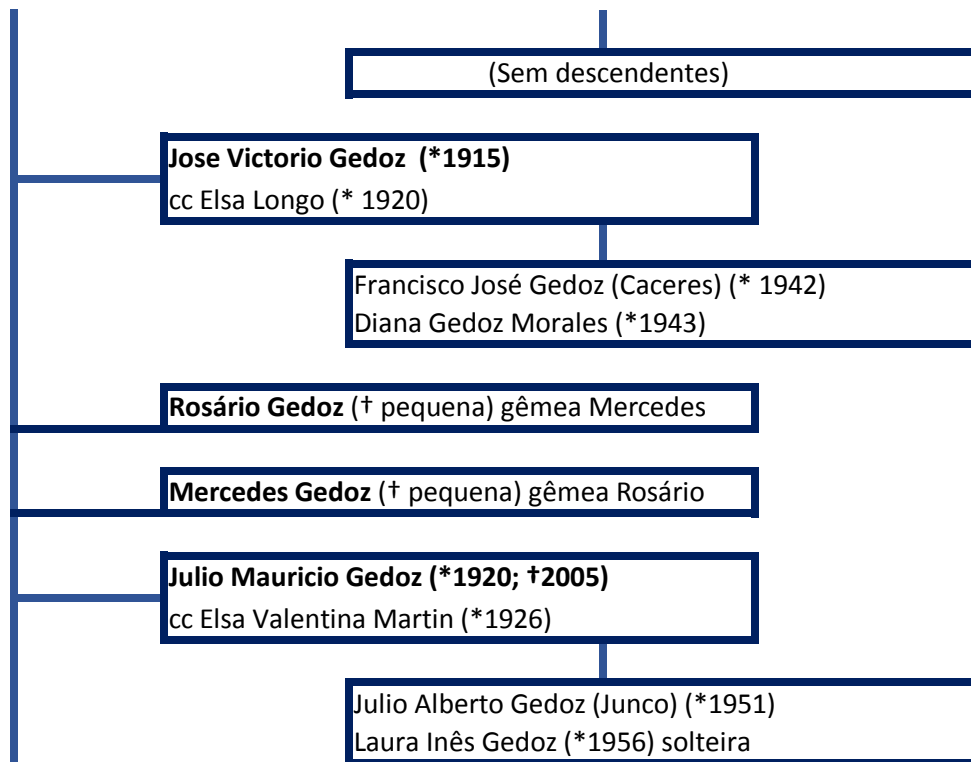 (Sem descendentes)
Jose Victorio Gedoz (*1915)
cc Elsa Longo (* 1920)
Francisco José Gedoz (Caceres) (* 1942)
Diana Gedoz Morales (*1943)
Rosário Gedoz († pequena) gêmea Mercedes
Mercedes Gedoz († pequena) gêmea Rosário
Julio Mauricio Gedoz (*1920; †2005)
cc Elsa Valentina Martin (*1926)
Julio Alberto Gedoz (Junco) (*1951)
Laura Inês Gedoz (*1956) solteira